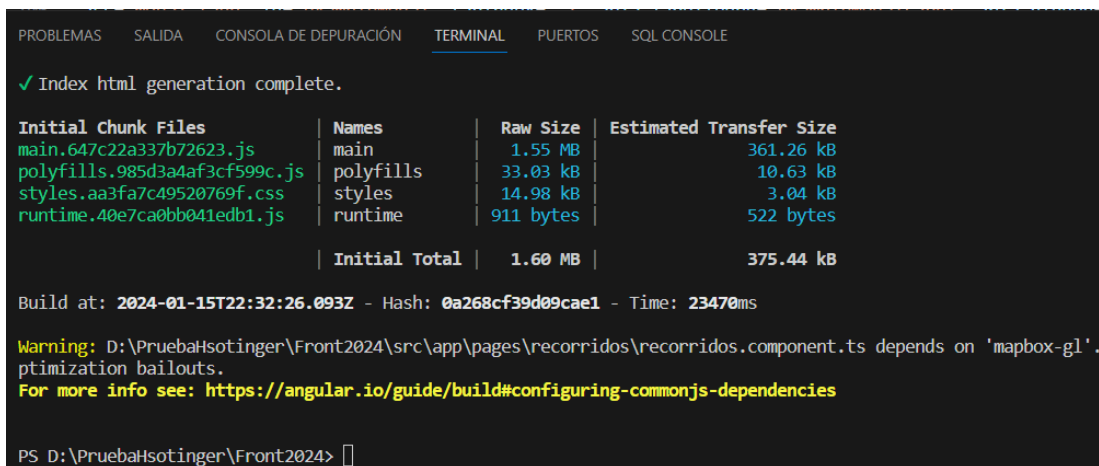 PROBLEMAS SALIDA CONSOLA DE DEPURACIÓN TERMINAL PUERTOS SQL CONSOLE
✓ Index html generation complete.
Initial Chunk Files | Names | Raw Size | Estimated Transfer Size
main.647c22a337b72623.js | main | 1.55 MB | 361.26 kB
polyfills.985d3a4af3cf599c.js | polyfills | 33.03 kB | 10.63 kB
styles.aa3fa7c49520769f.css | styles | 14.98 kB | 3.04 kB
runtime.40e7ca0bb041edb1.js | runtime | 911 bytes | 522 bytes
| Initial Total | 1.60 MB | 375.44 kB
Build at: 2024-01-15T22:32:26.093Z - Hash: 0a268cf39d09cae1 - Time: 23470ms
Warning: D:\PruebaHsotinger\Front2024\src\app\pages\recorridos\recorridos.component.ts depends on 'mapbox-gl'.
ptimization bailouts.
For more info see: https://angular.io/guide/build#configuring-commonjs-dependencies
PS D:\PruebaHsotinger\Front2024>